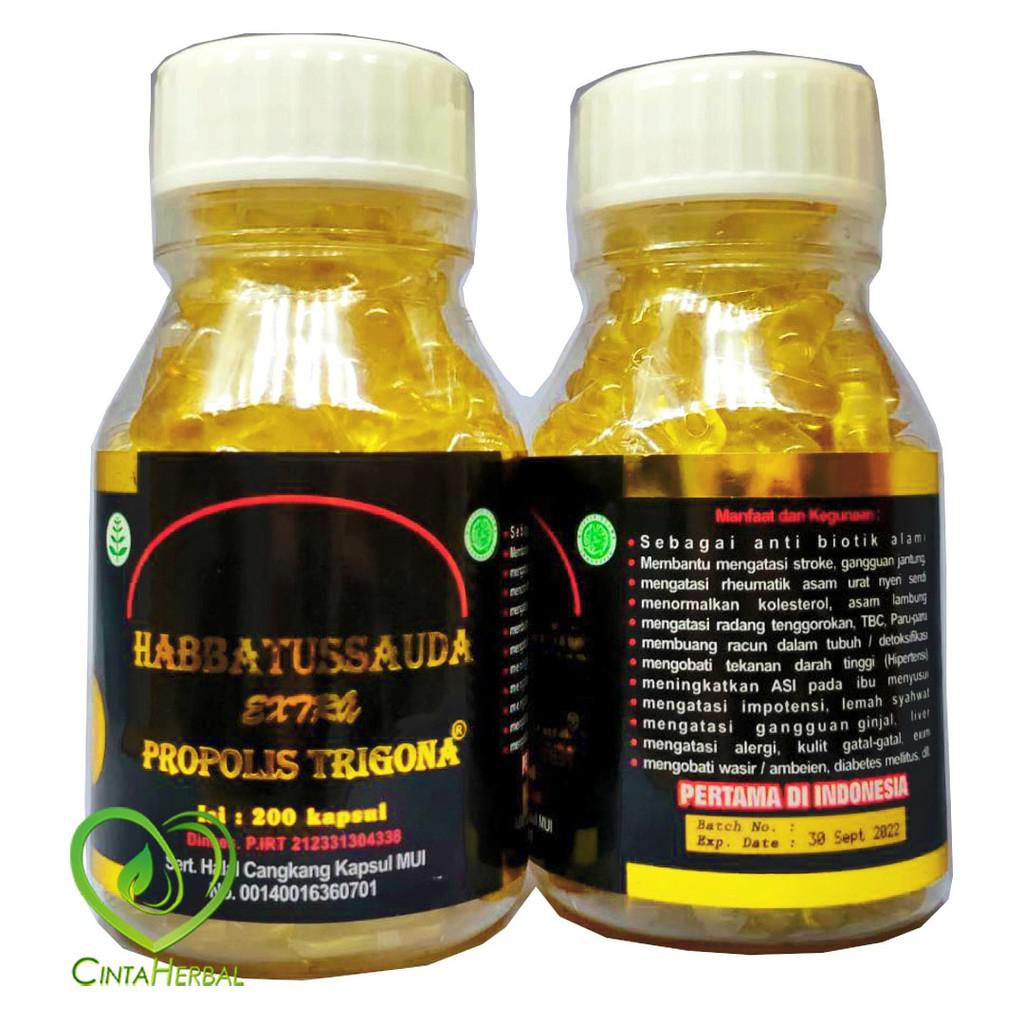 HABBATUSSAUDA
EXTRA
PROPOLIS TRIGONA®
Isi : 200 kapsul
Dinkes. P.IRT 212331304338
Sert. Halal Cangkang Kapsul MUI
No. 00140016360701
CINTAHERBAL
Manfaat dan Kegunaan :
• Sebagai anti biotik alami
• Membantu mengatasi stroke, gangguan jantung,
• mengatasi rheumatik asam urat nyeri sendi
• menormalkan kolesterol, asam lambung
• mengatasi radang tenggorokan, TBC, Paru-paru
• membuang racun dalam tubuh / detoksifikasi
• mengobati tekanan darah tinggi (Hipertensi)
• meningkatkan ASI pada ibu menyusui
• mengatasi impotensi, lemah syahwat
• mengatasi gangguan ginjal, liver
• mengatasi alergi, kulit gatal-gatal, exim
• mengobati wasir / ambeien, diabetes mellitus, dll.
PERTAMA DI INDONESIA
Batch No. :
Exp. Date : 30 Sept 2022